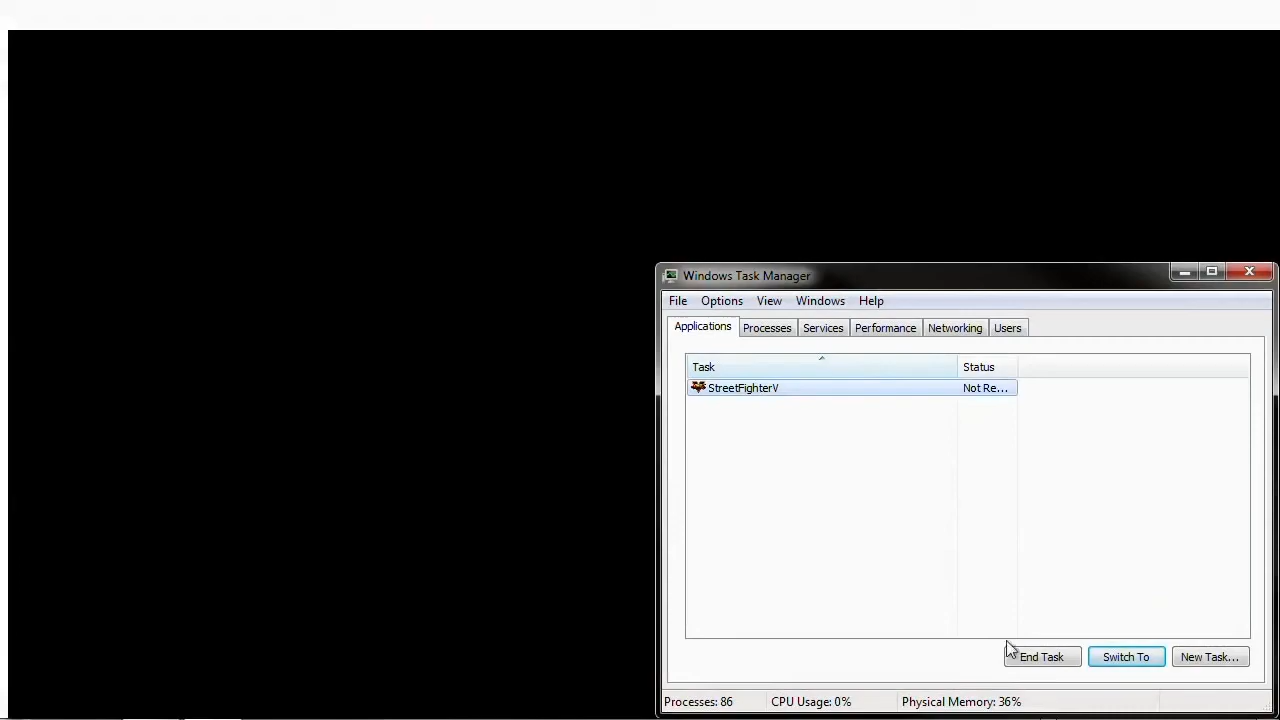 Windows Task Manager
File Options View Windows Help
Applications Processes Services Performance Networking Users
Task Status
StreetFighterV Not Re...
End Task Switch To New Task...
Processes: 86 CPU Usage: 0% Physical Memory: 36%